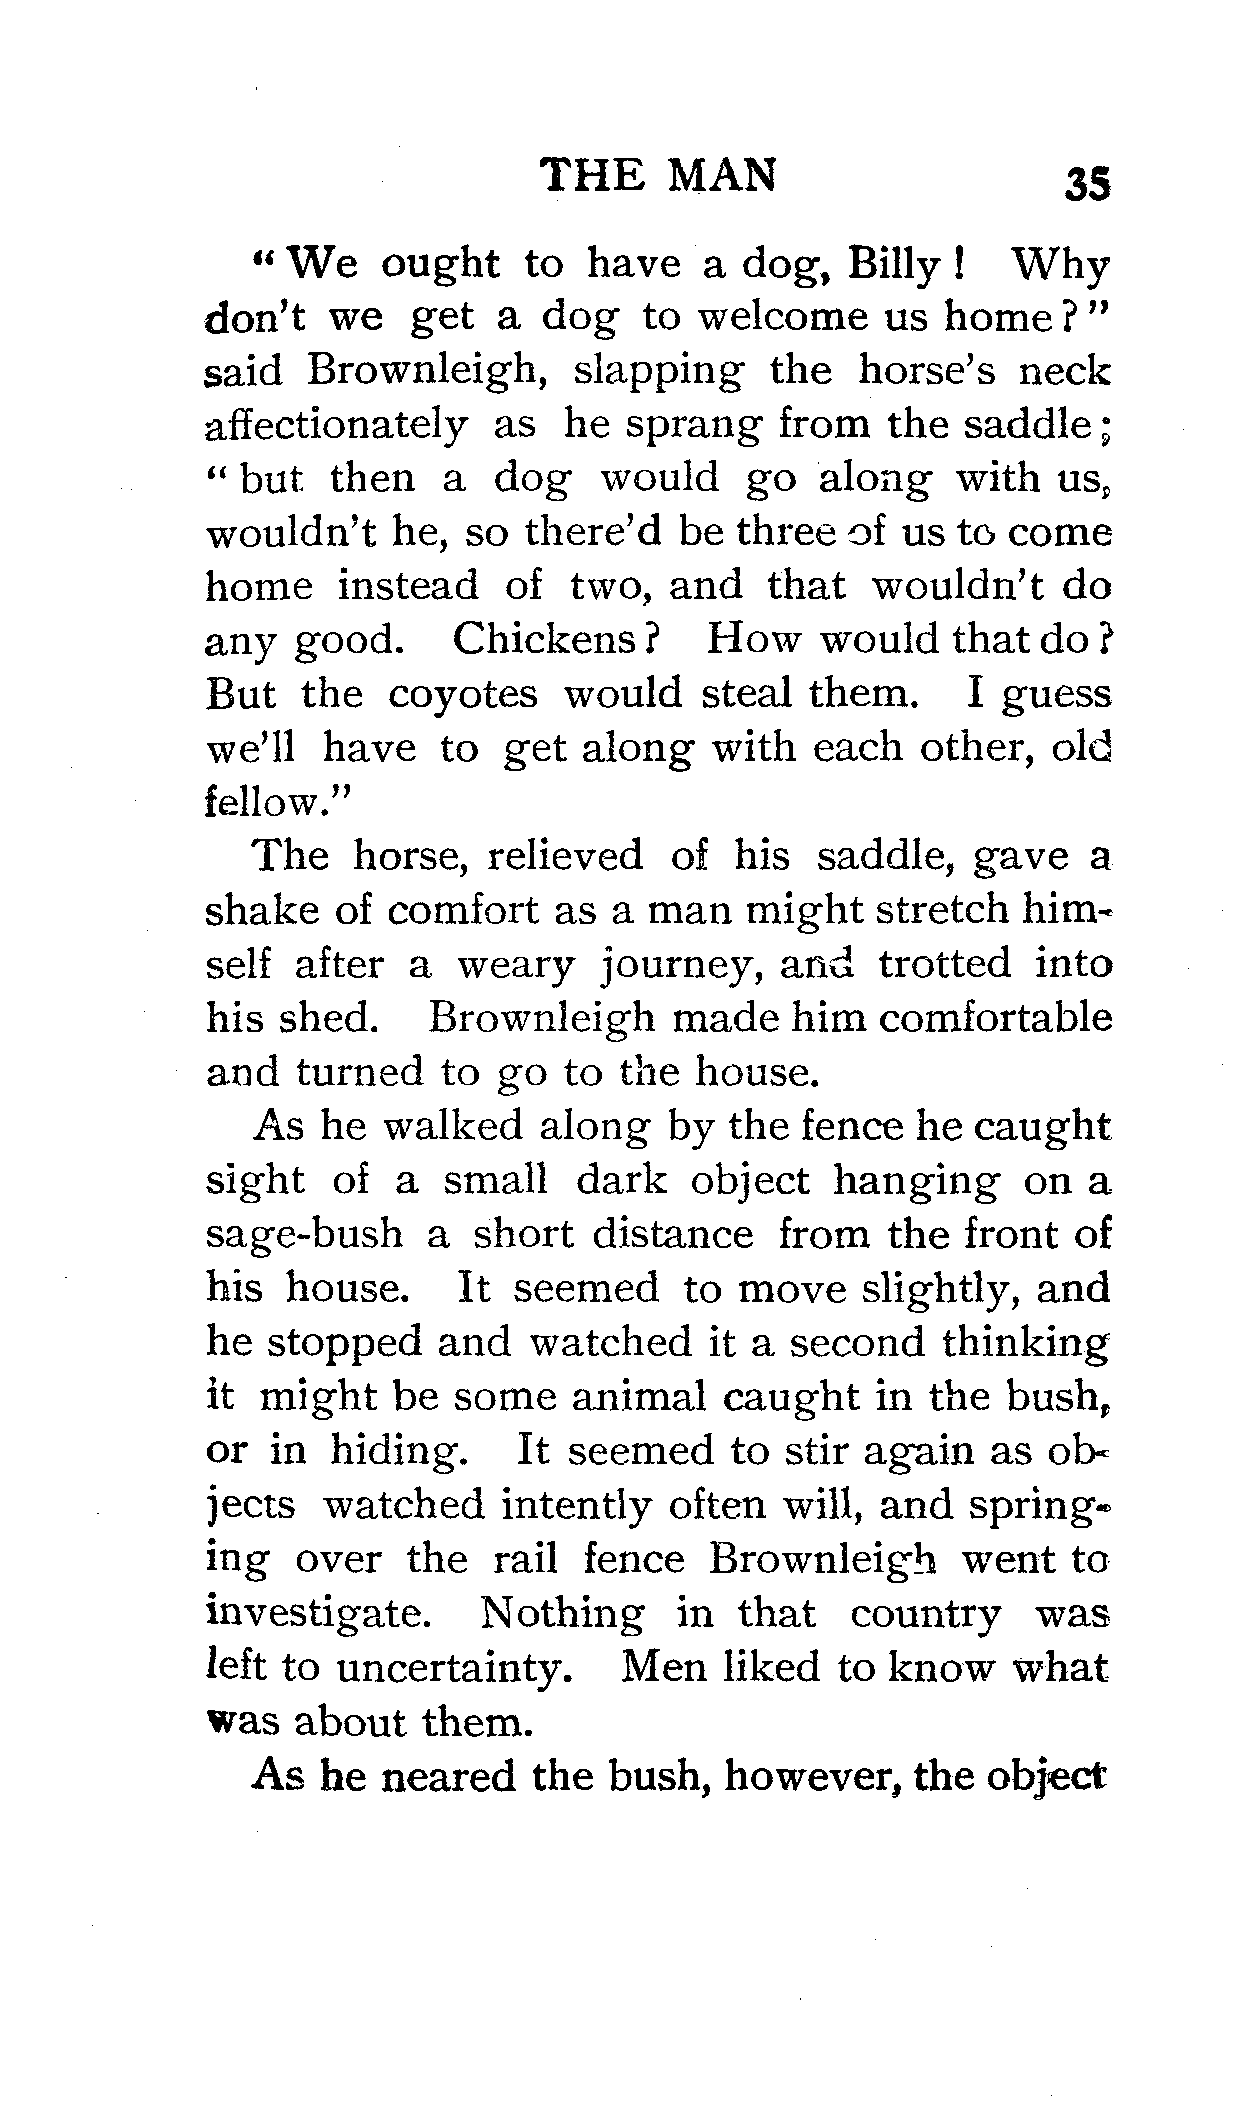 THE MAN 35
“ We ought to have a dog, Billy ! Why
don't we get a dog to welcome us home ? ”
said Brownleigh, slapping the horse's neck
affectionately as he sprang from the saddle ;
“ but then a dog would go along with us,
wouldn't he, so there'd be three of us to come
home instead of two, and that wouldn't do
any good. Chickens ? How would that do ?
But the coyotes would steal them. I guess
we'll have to get along with each other, old
fellow.”
The horse, relieved of his saddle, gave a
shake of comfort as a man might stretch him-
self after a weary journey, and trotted into
his shed. Brownleigh made him comfortable
and turned to go to the house.
As he walked along by the fence he caught
sight of a small dark object hanging on a
sage-bush a short distance from the front of
his house. It seemed to move slightly, and
he stopped and watched it a second thinking
it might be some animal caught in the bush,
or in hiding. It seemed to stir again as ob-
jects watched intently often will, and spring-
ing over the rail fence Brownleigh went to
investigate. Nothing in that country was
left to uncertainty. Men liked to know what
was about them.
As he neared the bush, however, the object